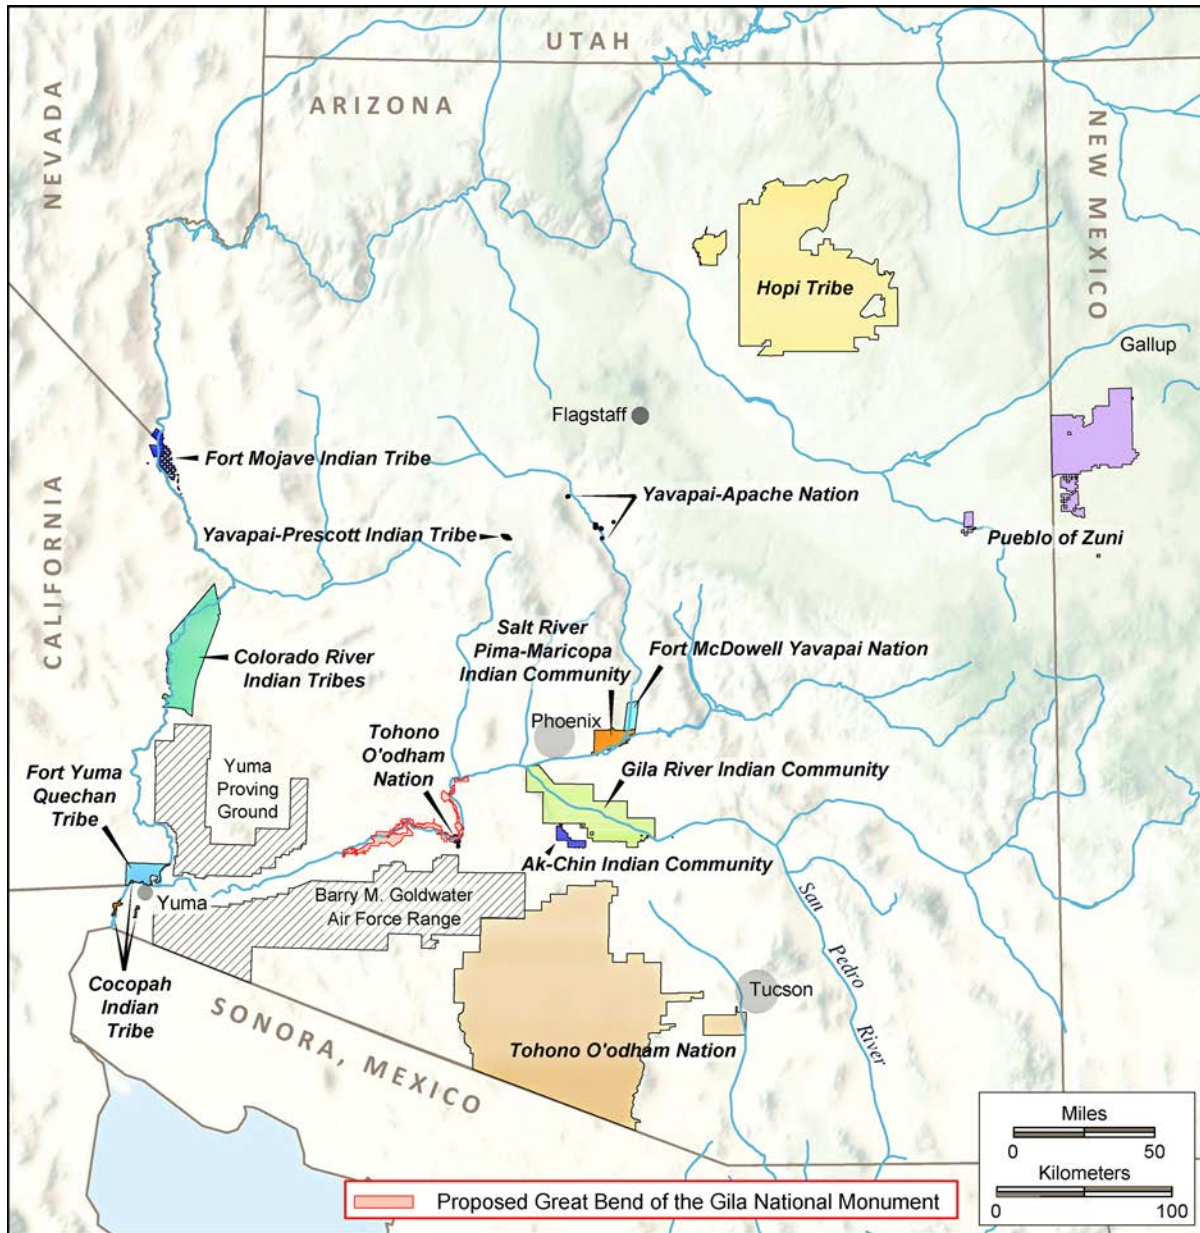 UTAH
ARIZONA
NEVADA
NEW MEXICO
Hopi Tribe
Gallup
Flagstaff
Fort Mojave Indian Tribe
Yavapai-Apache Nation
Yavapai-Prescott Indian Tribe
Pueblo of Zuni
CALIFORNIA
Salt River
Pima-Maricopa
Indian Community
Fort McDowell Yavapai Nation
Colorado River
Indian Tribes
Phoenix
Tohono
O'odham
Nation
Fort Yuma
Quechan
Tribe
Yuma
Proving
Ground
Gila River Indian Community
Ak-Chin Indian Community
Yuma
Barry M. Goldwater
Air Force Range
San
Pedro
River
Cocopah
Indian
Tribe
Tucson
SONORA, MEXICO
Tohono O'odham Nation
Miles
0 50
Kilometers
0 100
Proposed Great Bend of the Gila National Monument